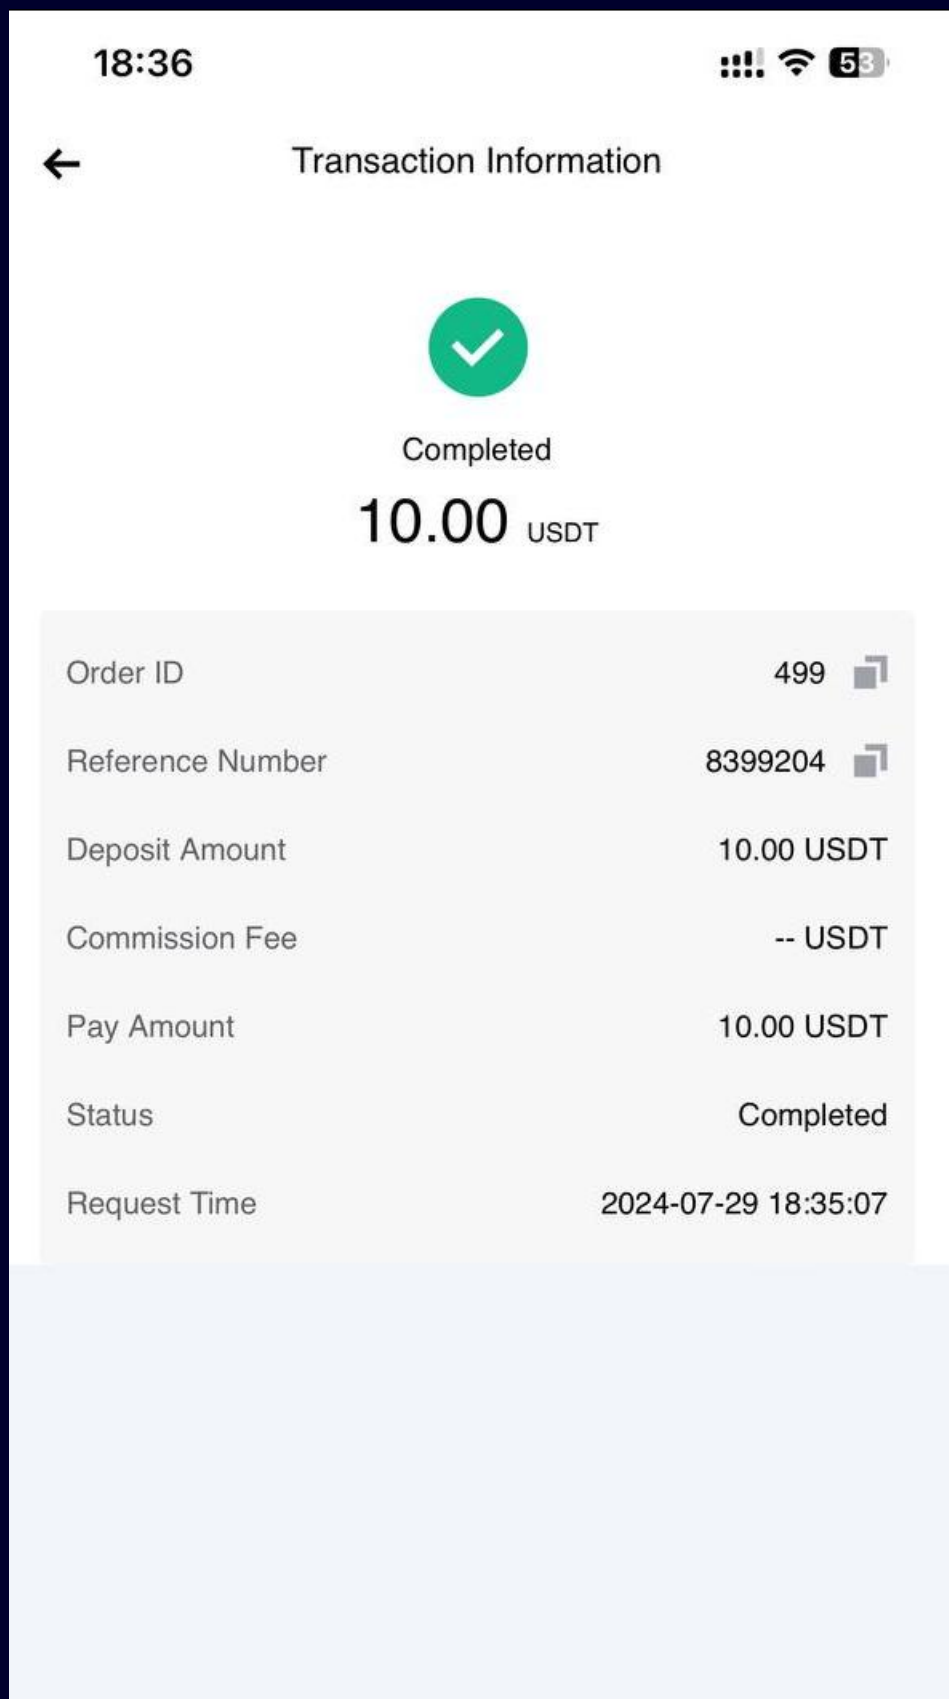 18:36
53
Transaction Information
Completed
10.00 USDT
Order ID 499
Reference Number 8399204
Deposit Amount 10.00 USDT
Commission Fee -- USDT
Pay Amount 10.00 USDT
Status Completed
Request Time 2024-07-29 18:35:07